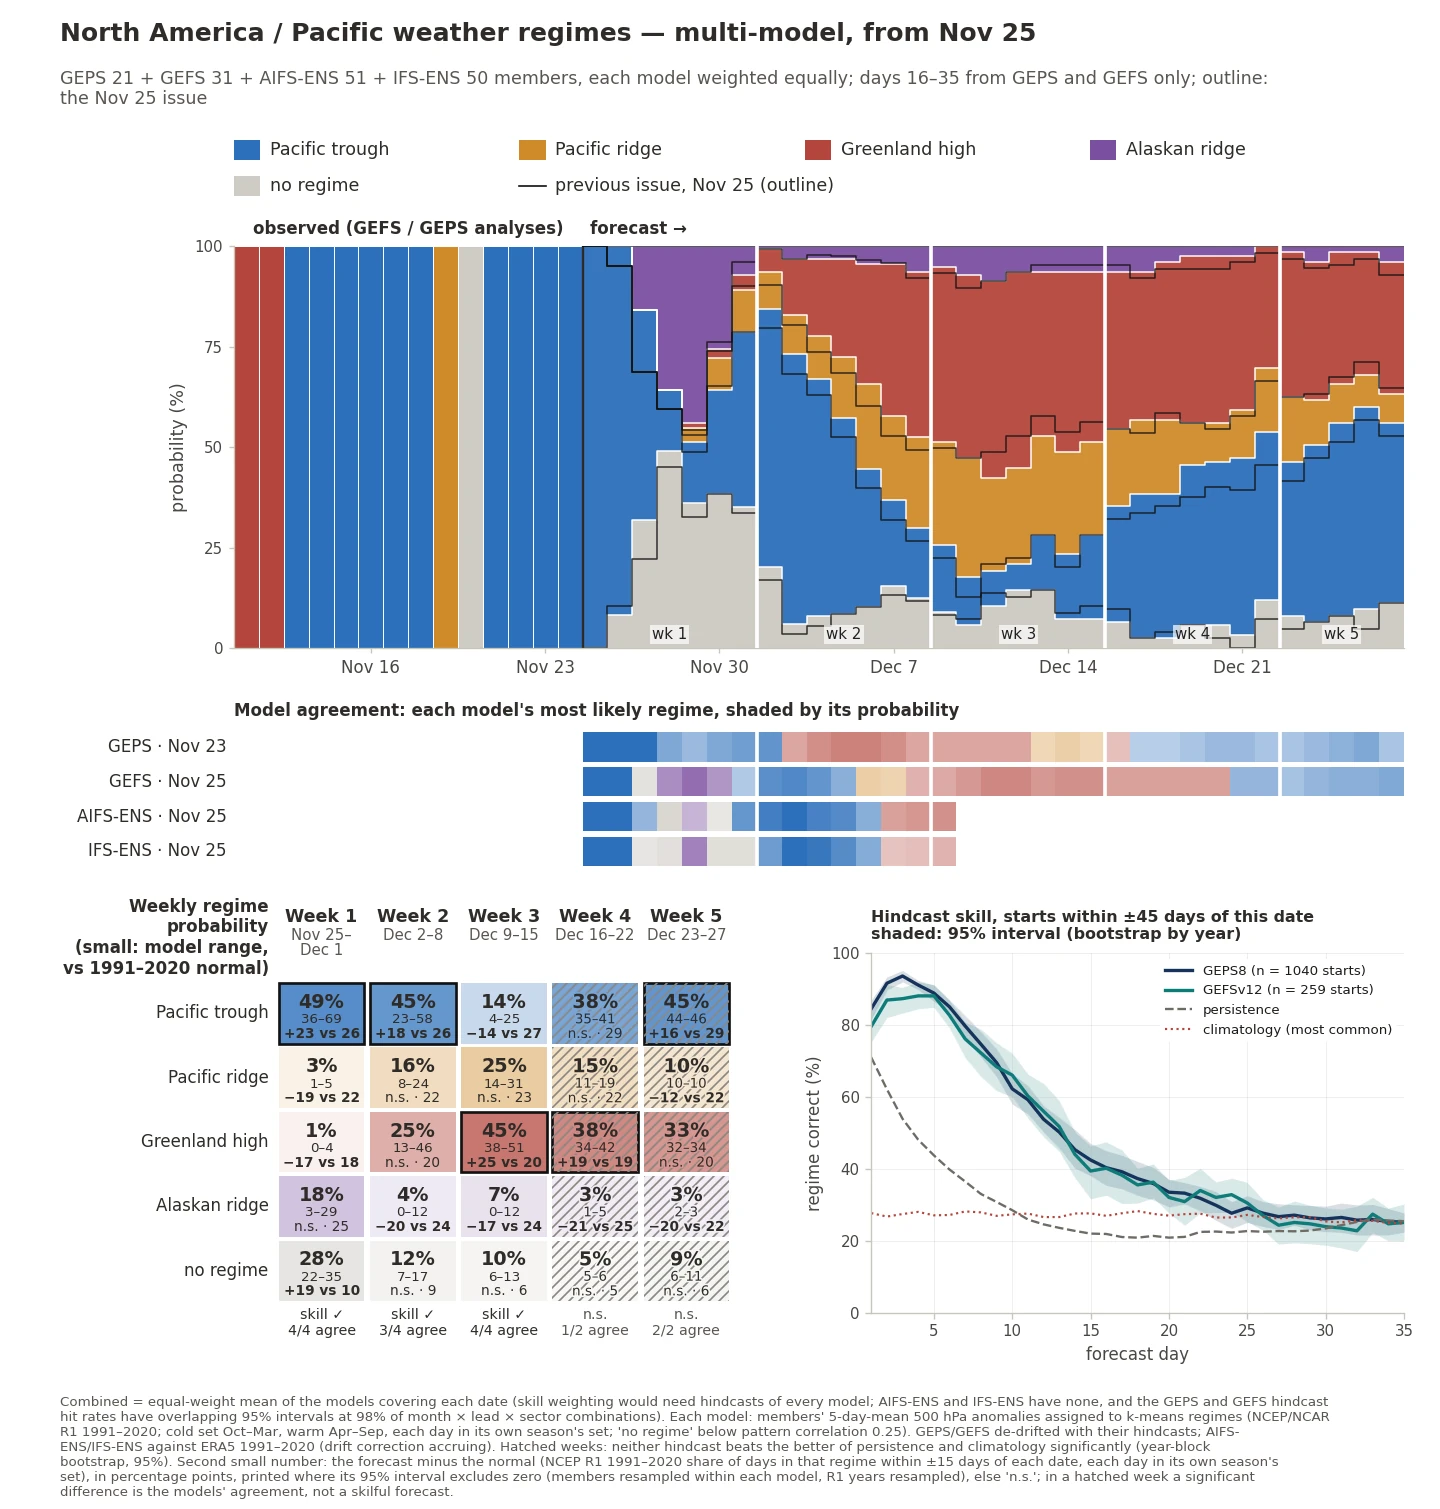 North America / Pacific weather regimes — multi-model, from Nov 25
GEPS 21 + GEFS 31 + AIFS-ENS 51 + IFS-ENS 50 members, each model weighted equally; days 16–35 from GEPS and GEFS only; outline:
the Nov 25 issue
Pacific trough
Pacific ridge
Greenland high
Alaskan ridge
no regime
previous issue, Nov 25 (outline)
observed (GEFS / GEPS analyses)
forecast →
100
75
50
25
0
probability (%)
wk 1
wk 2
wk 3
wk 4
wk 5
Nov 16
Nov 23
Nov 30
Dec 7
Dec 14
Dec 21
Model agreement: each model's most likely regime, shaded by its probability
GEPS · Nov 23
GEFS · Nov 25
AIFS-ENS · Nov 25
IFS-ENS · Nov 25
Weekly regime
probability
(small: model range,
vs 1991–2020 normal)
Week 1
Nov 25–
Dec 1
Week 2
Dec 2–8
Week 3
Dec 9–15
Week 4
Dec 16–22
Week 5
Dec 23–27
Pacific trough
49%
36–69
+23 vs 26
45%
23–58
+18 vs 26
14%
4–25
−14 vs 27
38%
35–41
n.s. · 29
45%
44–46
+16 vs 29
Pacific ridge
3%
1–5
−19 vs 22
16%
8–24
n.s. · 22
25%
14–31
n.s. · 23
15%
11–19
n.s. · 22
10%
10–10
−12 vs 22
Greenland high
1%
0–4
−17 vs 18
25%
13–46
n.s. · 20
45%
38–51
+25 vs 20
38%
34–42
+19 vs 19
33%
32–34
n.s. · 20
Alaskan ridge
18%
3–29
n.s. · 25
4%
0–12
−20 vs 24
7%
0–12
−17 vs 24
3%
1–5
−21 vs 25
3%
2–3
−20 vs 22
no regime
28%
22–35
+19 vs 10
12%
7–17
n.s. · 9
10%
6–13
n.s. · 6
5%
5–6
n.s. · 5
9%
6–11
n.s. · 6
skill ✓
4/4 agree
skill ✓
3/4 agree
skill ✓
4/4 agree
n.s.
1/2 agree
n.s.
2/2 agree
Hindcast skill, starts within ±45 days of this date
shaded: 95% interval (bootstrap by year)
GEPS8 (n = 1040 starts)
GEFSv12 (n = 259 starts)
persistence
climatology (most common)
100
80
60
40
20
0
regime correct (%)
5
10
15
20
25
30
35
forecast day
Combined = equal-weight mean of the models covering each date (skill weighting would need hindcasts of every model; AIFS-ENS and IFS-ENS have none, and the GEPS and GEFS hindcast
hit rates have overlapping 95% intervals at 98% of month × lead × sector combinations). Each model: members' 5-day-mean 500 hPa anomalies assigned to k-means regimes (NCEP/NCAR
R1 1991–2020; cold set Oct–Mar, warm Apr–Sep, each day in its own season's set; 'no regime' below pattern correlation 0.25). GEPS/GEFS de-drifted with their hindcasts; AIFS-
ENS/IFS-ENS against ERA5 1991–2020 (drift correction accruing). Hatched weeks: neither hindcast beats the better of persistence and climatology significantly (year-block
bootstrap, 95%). Second small number: the forecast minus the normal (NCEP R1 1991–2020 share of days in that regime within ±15 days of each date, each day in its own season's
set), in percentage points, printed where its 95% interval excludes zero (members resampled within each model, R1 years resampled), else 'n.s.'; in a hatched week a significant
difference is the models' agreement, not a skilful forecast.